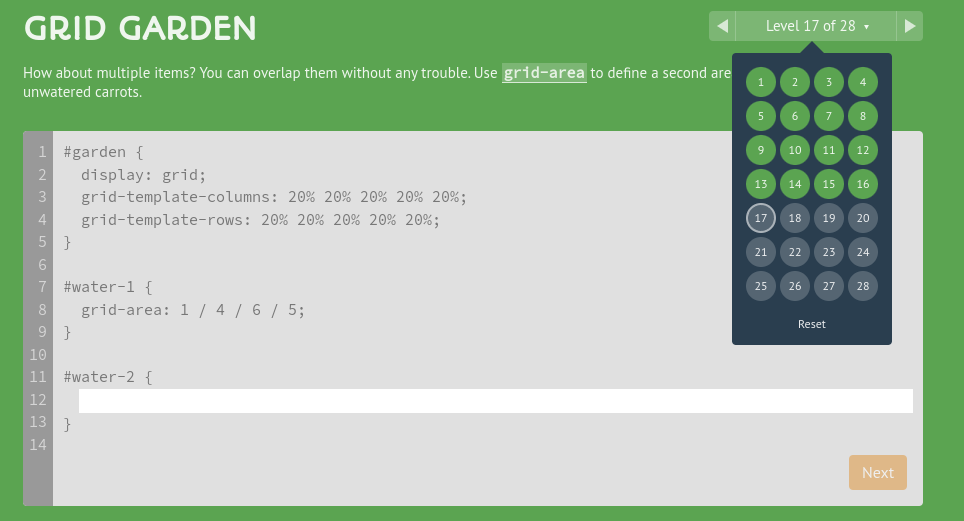 GRID GARDEN
Level 17 of 28 ▾
How about multiple items? You can overlap them without any trouble. Use grid-area to define a second
unwatered carrots.
1 #garden {
2 display: grid;
3 grid-template-columns: 20% 20% 20% 20% 20%;
4 grid-template-rows: 20% 20% 20% 20% 20%;
5 }
6
7 #water-1 {
8 grid-area: 1 / 4 / 6 / 5;
9 }
10
11 #water-2 {
12
13 }
14
1 2 3 4
5 6 7 8
9 10 11 12
13 14 15 16
17 18 19 20
21 22 23 24
25 26 27 28
Reset
Next